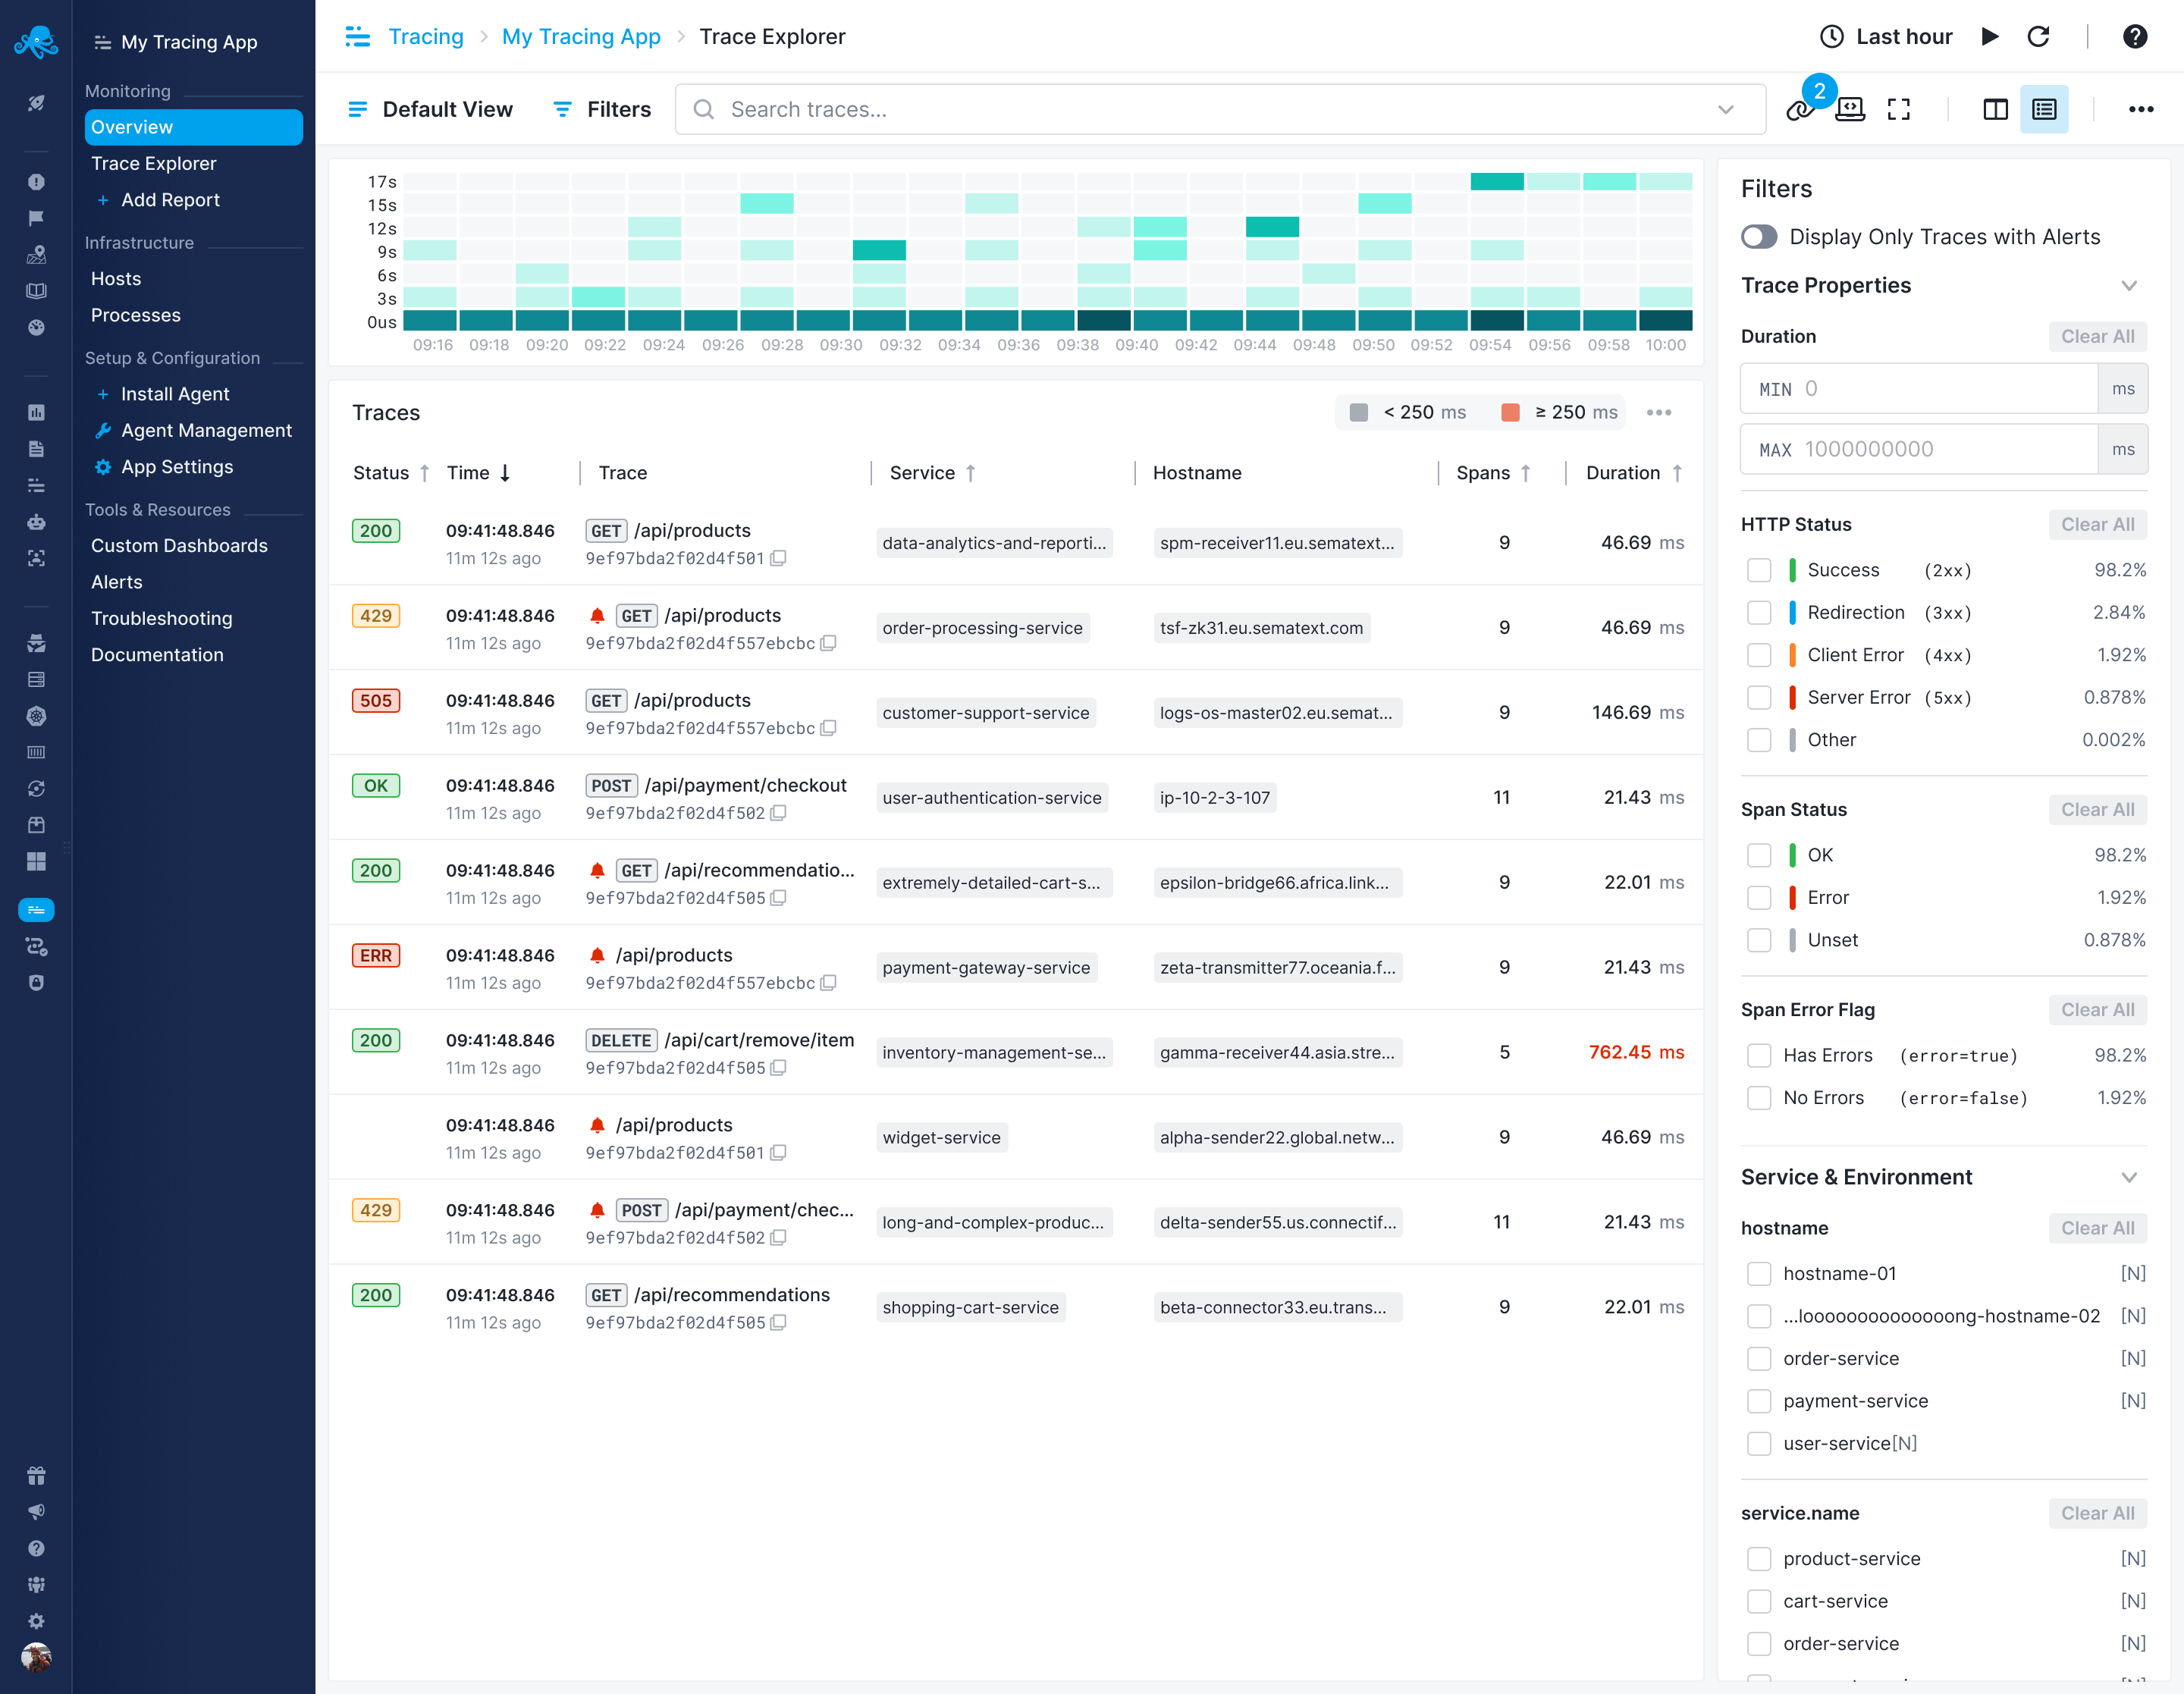 My Tracing App
Monitoring
Overview
Trace Explorer
+ Add Report
Infrastructure
Hosts
Processes
Setup & Configuration
+ Install Agent
Agent Management
App Settings
Tools & Resources
Custom Dashboards
Alerts
Troubleshooting
Documentation
Tracing > My Tracing App > Trace Explorer
Last hour
Default View
Filters
Search traces...
2
17s
15s
12s
9s
6s
3s
0us
09:16 09:18 09:20 09:22 09:24 09:26 09:28 09:30 09:32 09:34 09:36 09:38 09:40 09:42 09:44 09:48 09:50 09:52 09:54 09:56 09:58 10:00
Traces
< 250 ms
≥ 250 ms
Status ↑ Time ↓ Trace Service ↑ Hostname Spans ↑ Duration ↑
200 09:41:48.846 GET /api/products data-analytics-and-reporti... spm-receiver11.eu.sematext... 9 46.69 ms
11m 12s ago 9ef97bda2f02d4f501
429 09:41:48.846 GET /api/products order-processing-service tsf-zk31.eu.sematext.com 9 46.69 ms
11m 12s ago 9ef97bda2f02d4f557ebcbc
505 09:41:48.846 GET /api/products customer-support-service logs-os-master02.eu.semat... 9 146.69 ms
11m 12s ago 9ef97bda2f02d4f557ebcbc
OK 09:41:48.846 POST /api/payment/checkout user-authentication-service ip-10-2-3-107 11 21.43 ms
11m 12s ago 9ef97bda2f02d4f502
200 09:41:48.846 GET /api/recommendatio... extremely-detailed-cart-s... epsilon-bridge66.africa.link... 9 22.01 ms
11m 12s ago 9ef97bda2f02d4f505
ERR 09:41:48.846 /api/products payment-gateway-service zeta-transmitter77.oceania.f... 9 21.43 ms
11m 12s ago 9ef97bda2f02d4f557ebcbc
200 09:41:48.846 DELETE /api/cart/remove/item inventory-management-se... gamma-receiver44.asia.stre... 5 762.45 ms
11m 12s ago 9ef97bda2f02d4f505
09:41:48.846 /api/products widget-service alpha-sender22.global.netw... 9 46.69 ms
11m 12s ago 9ef97bda2f02d4f501
429 09:41:48.846 POST /api/payment/chec... long-and-complex-produc... delta-sender55.us.connectif... 11 21.43 ms
11m 12s ago 9ef97bda2f02d4f502
200 09:41:48.846 GET /api/recommendations shopping-cart-service beta-connector33.eu.trans... 9 22.01 ms
11m 12s ago 9ef97bda2f02d4f505
Filters
Display Only Traces with Alerts
Trace Properties
Duration Clear All
MIN 0 ms
MAX 1000000000 ms
HTTP Status Clear All
Success (2xx) 98.2%
Redirection (3xx) 2.84%
Client Error (4xx) 1.92%
Server Error (5xx) 0.878%
Other 0.002%
Span Status Clear All
OK 98.2%
Error 1.92%
Unset 0.878%
Span Error Flag Clear All
Has Errors (error=true) 98.2%
No Errors (error=false) 1.92%
Service & Environment
hostname Clear All
hostname-01 [N]
...loooooooooooooong-hostname-02 [N]
order-service [N]
payment-service [N]
user-service[N]
service.name Clear All
product-service [N]
cart-service [N]
order-service [N]